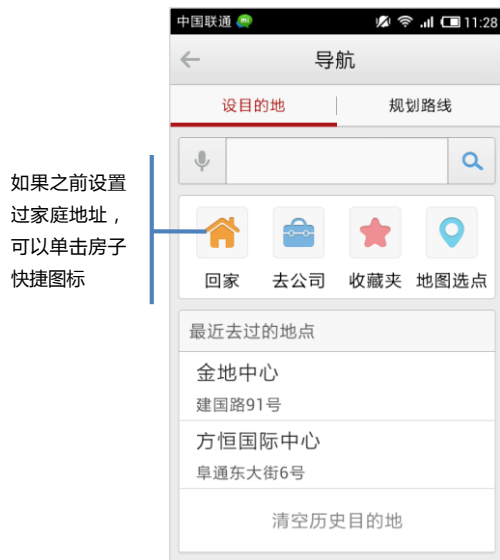 中国联通
11:28
导航
设目的地
规划路线
如果之前设置
过家庭地址，
可以单击房子
快捷图标
回家
去公司
收藏夹
地图选点
最近去过的地点
金地中心
建国路91号
方恒国际中心
阜通东大街6号
清空历史目的地